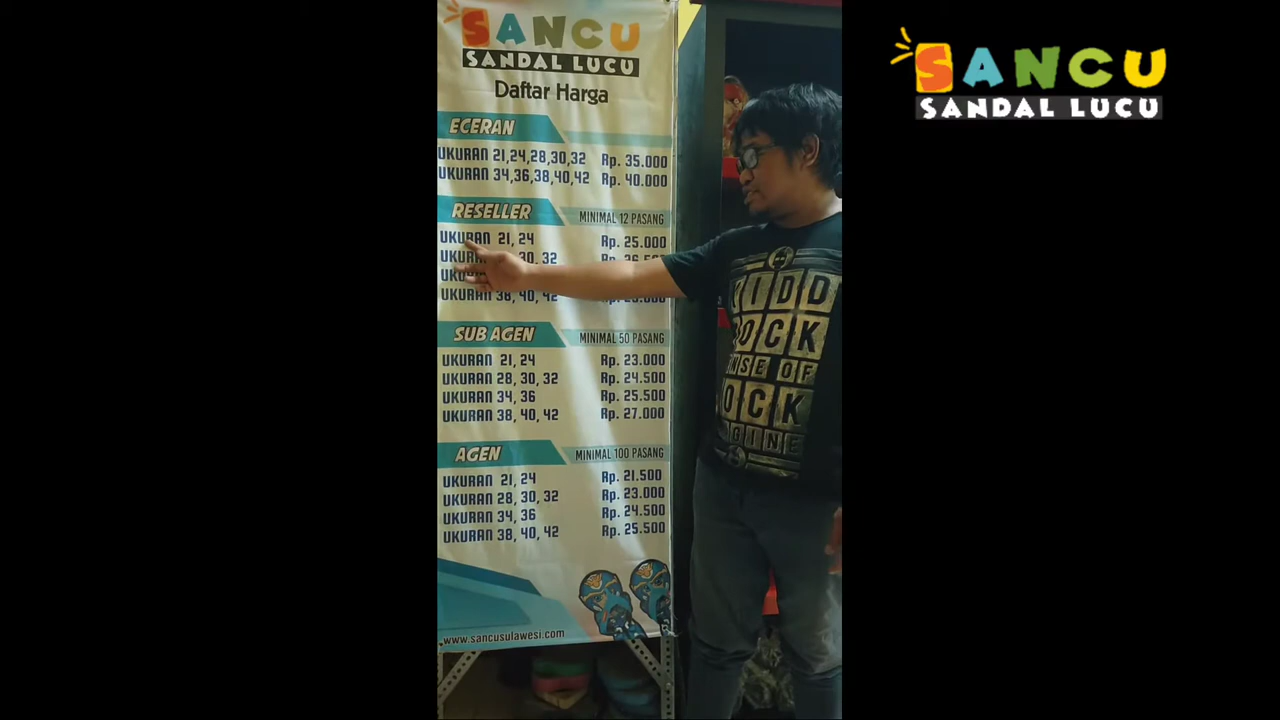 SANCU
SANDAL LUCU
Daftar Harga
ECERAN
UKURAN 21,24,28,30,32 Rp. 35.000
UKURAN 34,36,38,40,42 Rp. 40.000
RESELLER MINIMAL 12 PASANG
UKURAN 21, 24 Rp. 25.000
30, 32
UKURAN 38, 40, 42
SUB AGEN MINIMAL 50 PASANG
UKURAN 21, 24 Rp. 23.000
UKURAN 28, 30, 32 Rp. 24.500
UKURAN 34, 36 Rp. 25.500
UKURAN 38, 40, 42 Rp. 27.000
AGEN MINIMAL 100 PASANG
UKURAN 21, 24 Rp. 21.500
UKURAN 28, 30, 32 Rp. 23.000
UKURAN 34, 36 Rp. 24.500
UKURAN 38, 40, 42 Rp. 25.500
www.sancusulawesi.com
SANCU
SANDAL LUCU
KIDD
ROCK
OF
ROCK